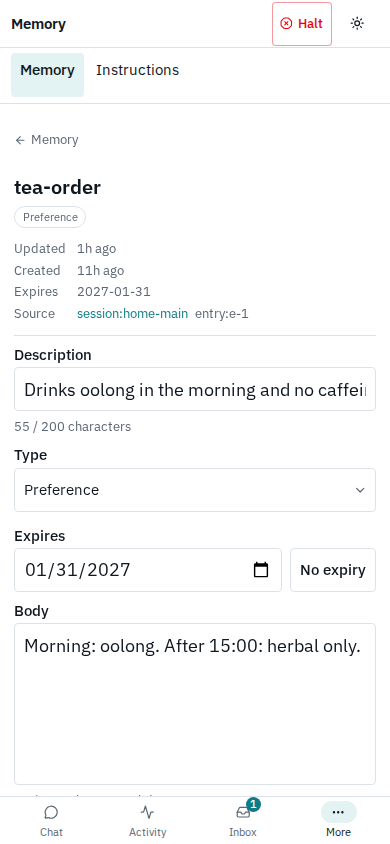 Memory
Halt
Memory Instructions
Memory
tea-order
Preference
Updated 1h ago
Created 11h ago
Expires 2027-01-31
Source session:home-main entry:e-1
Description
Drinks oolong in the morning and no
55 / 200 characters
Type
Preference
Expires
01/31/2027
No expiry
Body
Morning: oolong. After 15:00: herbal only.
Chat
Activity
1
Inbox
More